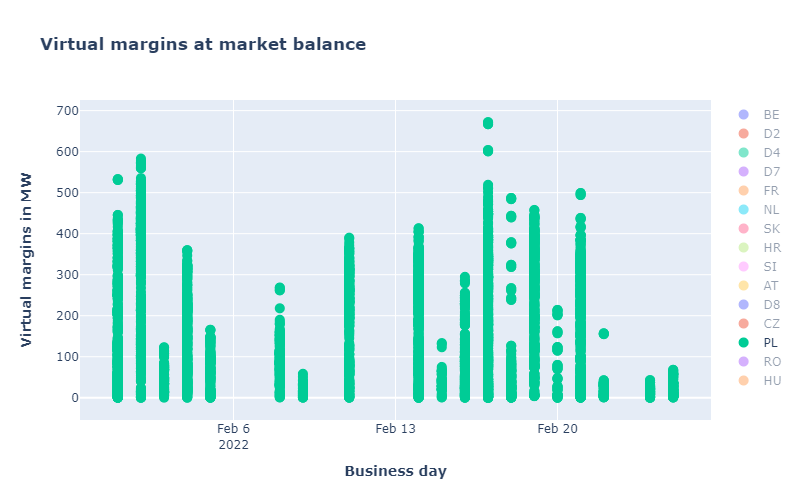 Virtual margins at market balance
Virtual margins in MW
700
600
500
400
300
200
100
0
Feb 6
2022
Feb 13
Feb 20
Business day
BE
D2
D4
D7
FR
NL
SK
HR
SI
AT
D8
CZ
PL
RO
HU